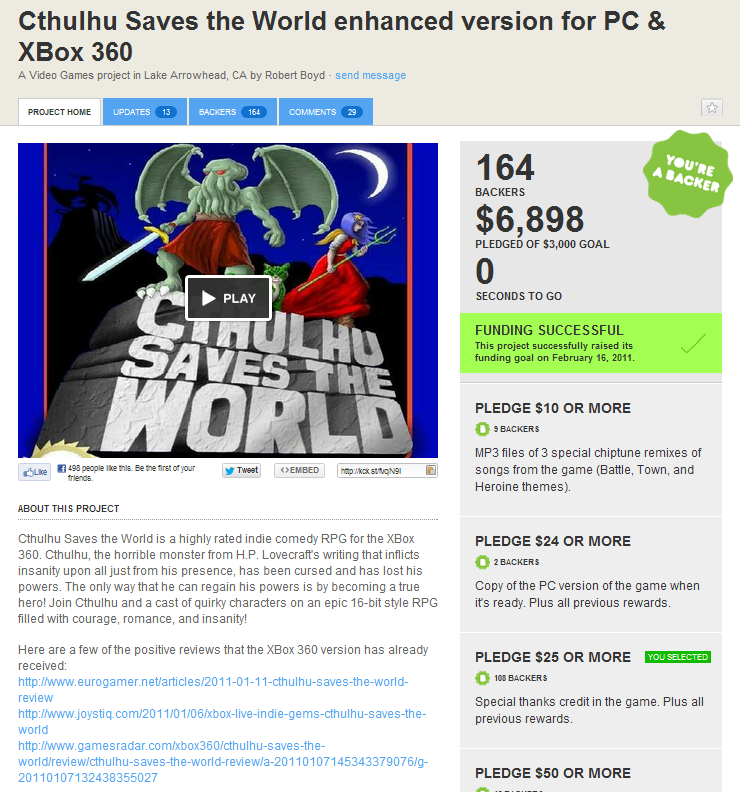 Cthulhu Saves the World enhanced version for PC &
XBox 360
A Video Games project in Lake Arrowhead, CA by Robert Boyd · send message
PROJECT HOME
UPDATES 13
BACKERS 164
COMMENTS 29
PLAY
CTHULHU
SAVES THE
WORLD
Like
498 people like this. Be the first of your
friends.
Tweet
<>EMBED
http://kck.st/fvqN9I
ABOUT THIS PROJECT
Cthulhu Saves the World is a highly rated indie comedy RPG for the XBox
360. Cthulhu, the horrible monster from H.P. Lovecraft's writing that inflicts
insanity upon all just from his presence, has been cursed and has lost his
powers. The only way that he can regain his powers is by becoming a true
hero! Join Cthulhu and a cast of quirky characters on an epic 16-bit style RPG
filled with courage, romance, and insanity!
Here are a few of the positive reviews that the XBox 360 version has already
received:
http://www.eurogamer.net/articles/2011-01-11-cthulhu-saves-the-world-
review
http://www.joystiq.com/2011/01/06/xbox-live-indie-gems-cthulhu-saves-the-
world
http://www.gamesradar.com/xbox360/cthulhu-saves-the-
world/review/cthulhu-saves-the-world-review/a-20110107145343379076/g-
20110107132438355027
YOU'RE
A BACKER
164
BACKERS
$6,898
PLEDGED OF $3,000 GOAL
0
SECONDS TO GO
FUNDING SUCCESSFUL
This project successfully raised its
funding goal on February 16, 2011.
PLEDGE $10 OR MORE
9 BACKERS
MP3 files of 3 special chiptune remixes of
songs from the game (Battle, Town, and
Heroine themes).
PLEDGE $24 OR MORE
2 BACKERS
Copy of the PC version of the game when
it's ready. Plus all previous rewards.
PLEDGE $25 OR MORE YOU SELECTED
108 BACKERS
Special thanks credit in the game. Plus all
previous rewards.
PLEDGE $50 OR MORE